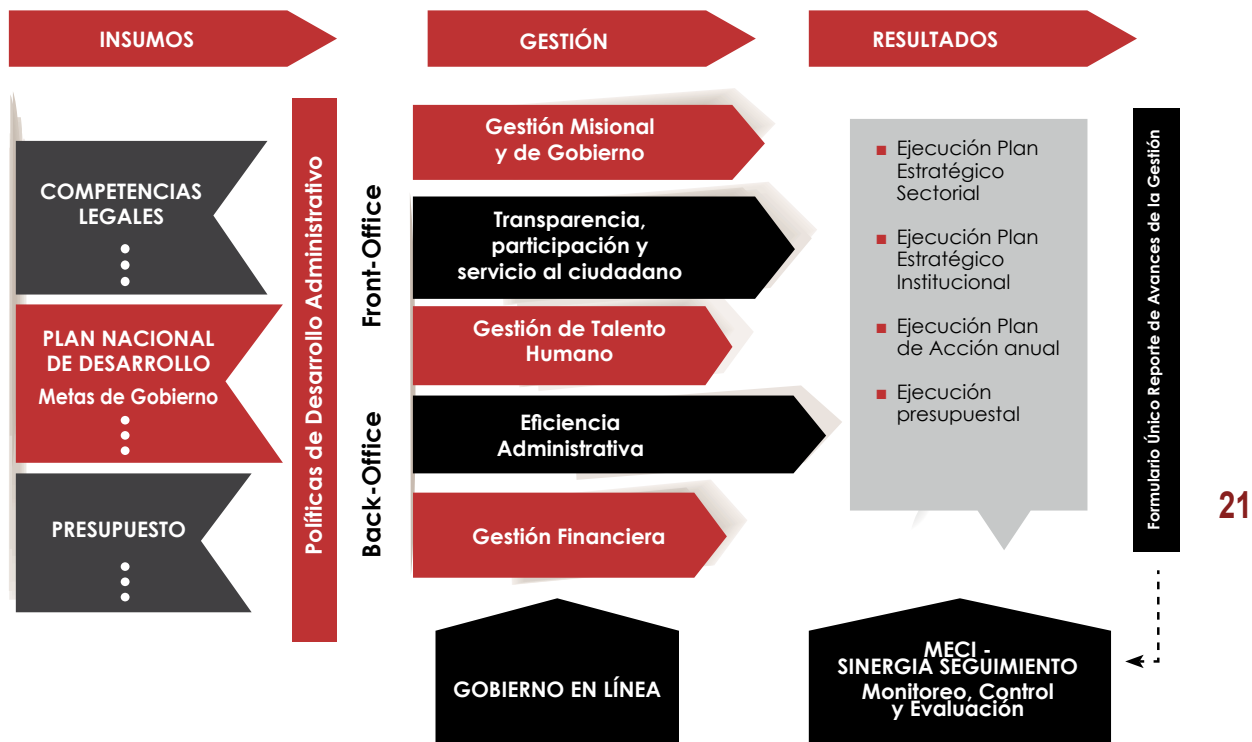 INSUMOS
GESTIÓN
RESULTADOS
COMPETENCIAS
LEGALES
PLAN NACIONAL
DE DESARROLLO
Metas de Gobierno
PRESUPUESTO
Políticas de Desarrollo Administrativo
Front-Office
Back-Office
Gestión Misional
y de Gobierno
Transparencia,
participación y
servicio al ciudadano
Gestión de Talento
Humano
Eficiencia
Administrativa
Gestión Financiera
GOBIERNO EN LÍNEA
Ejecución Plan
Estratégico
Sectorial
Ejecución Plan
Estratégico
Institucional
Ejecución Plan
de Acción anual
Ejecución
presupuestal
Formulario Único Reporte de Avances de la Gestión
MECI -
SINERGIA SEGUIMIENTO
Monitoreo, Control
y Evaluación
21